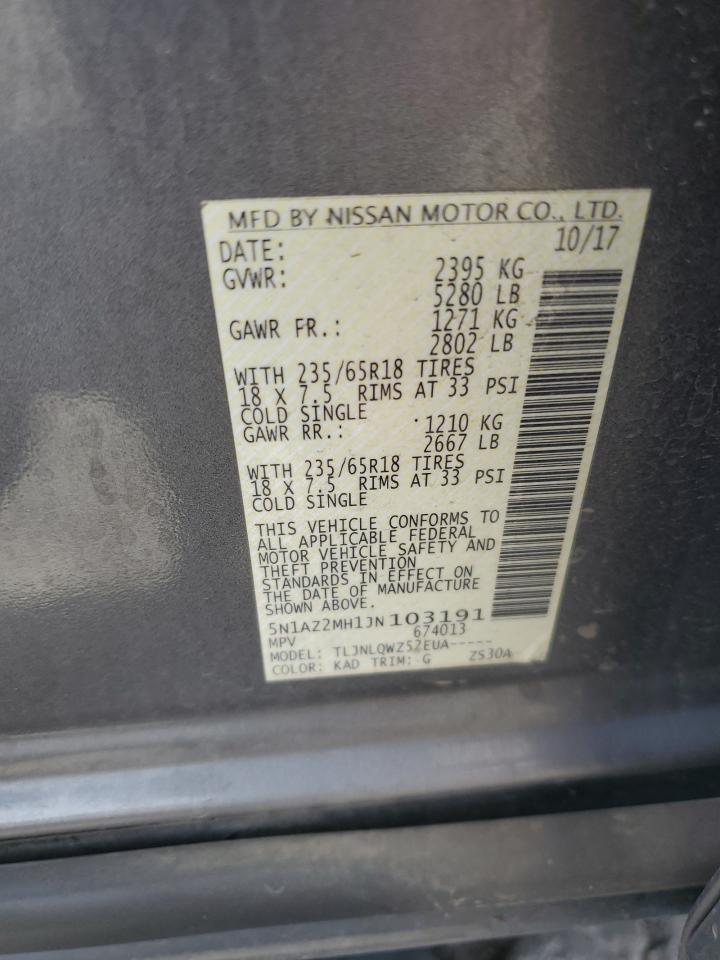 MFD BY NISSAN MOTOR CO., LTD.
DATE: 10/17
GVWR: 2395 KG
5280 LB
GAWR FR.: 1271 KG
2802 LB
WITH 235/65R18 TIRES
18 X 7.5 RIMS AT 33 PSI
COLD SINGLE
GAWR RR.: 1210 KG
2667 LB
WITH 235/65R18 TIRES
18 X 7.5 RIMS AT 33 PSI
COLD SINGLE
THIS VEHICLE CONFORMS TO
ALL APPLICABLE FEDERAL
MOTOR VEHICLE SAFETY AND
THEFT PREVENTION
STANDARDS IN EFFECT ON
THE DATE OF MANUFACTURE
SHOWN ABOVE.
5N1AZ2MH1JN103191
MPV 674013
MODEL: TLJNLQWZ52EUA-----
COLOR: KAD TRIM: G Z530A